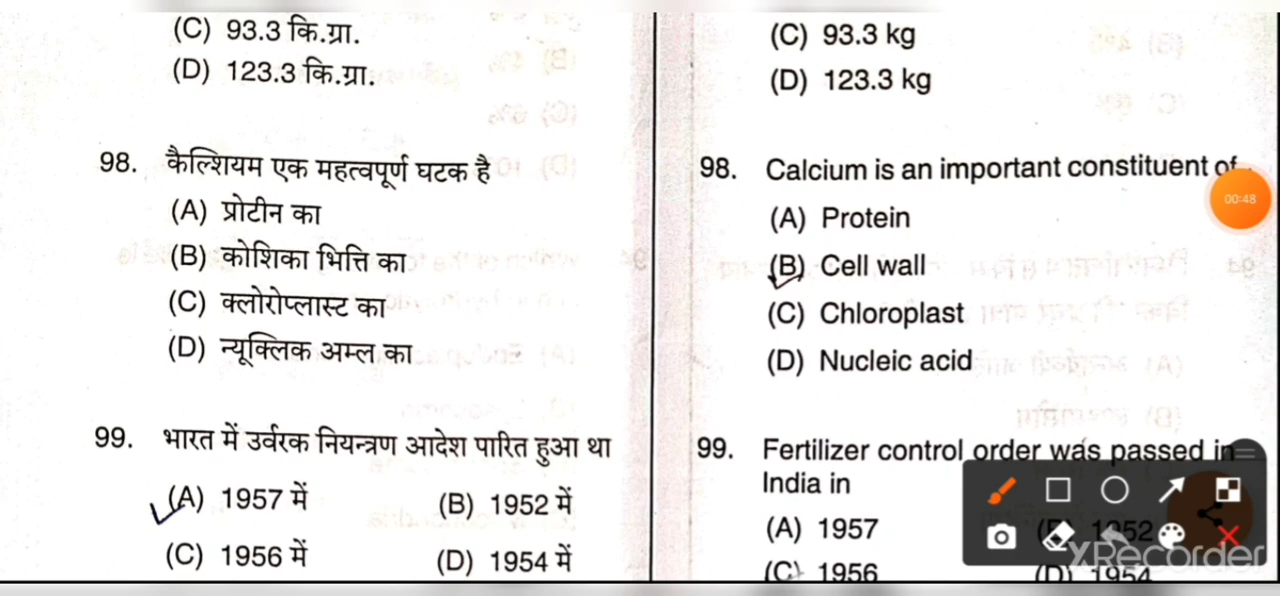 (C) 93.3 कि.ग्रा.
(D) 123.3 कि.ग्रा.
98. कैल्शियम एक महत्वपूर्ण घटक है
(A) प्रोटीन का
(B) कोशिका भित्ति का
(C) क्लोरोप्लास्ट का
(D) न्यूक्लिक अम्ल का
99. भारत में उर्वरक नियन्त्रण आदेश पारित हुआ था
(A) 1957 में (B) 1952 में
(C) 1956 में (D) 1954 में
(C) 93.3 kg
(D) 123.3 kg
98. Calcium is an important constituent of
(A) Protein
(B) Cell wall
(C) Chloroplast
(D) Nucleic acid
99. Fertilizer control order was passed in
India in
(A) 1957 (B) 1952
(C) 1956 (D) 1954
00:48
XRecorder